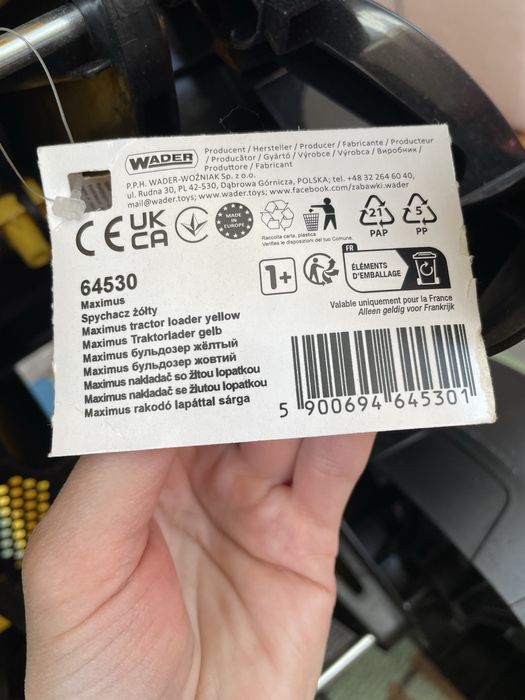 WADER
Producent / Hersteller / Producer / Fabricante / Producteur
/ Producător / Gyártó / Výrobce / Výrobca / Виробник /
Produttore / Fabricant
P.P.H. WADER-WOŹNIAK Sp. z o.o.
ul. Rudna 30, PL 42-530, Dąbrowa Górnicza, POLSKA; tel. +48 32 264 60 40,
mail@wader.toys; www.wader.toys; www.facebook.com/zabawki.wader
CE UK
CA
MADE IN
EUROPE
Raccolta carta, plastica
Verifica le disposizioni del tuo Comune.
21
PAP
5
PP
64530
Maximus
Spychacz żółty
Maximus tractor loader yellow
Maximus Traktorlader gelb
Maximus бульдозер жёлтый
Maximus бульдозер жовтий
Maximus nakladač so žltou lopatkou
Maximus nakladač se žlutou lopatkou
Maximus rakodó lapáttal sárga
1+
FR
ÉLÉMENTS
D'EMBALLAGE
Valable uniquement pour la France
Alleen geldig voor Frankrijk
5 900694 645301